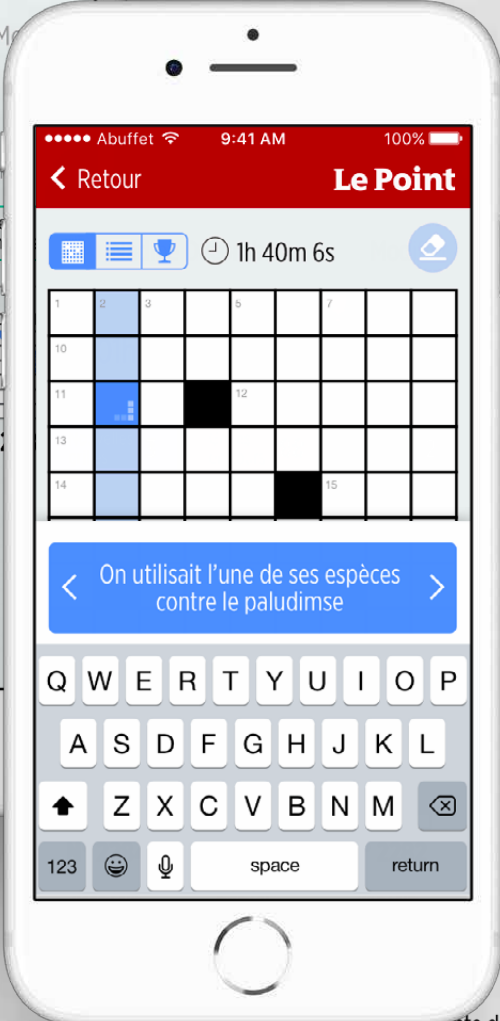 Abuffet 9:41 AM 100%
Retour Le Point
1h 40m 6s
1 2 3 5 7
10
11 12
13
14 15
On utilisait l'une de ses espèces
contre le paludimse
Q W E R T Y U I O P
A S D F G H J K L
Z X C V B N M
123 space return